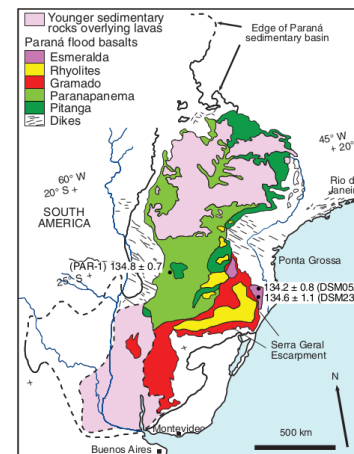 Younger sedimentary
rocks overlying lavas
Paraná flood basalts
Esmeralda
Rhyolites
Gramado
Paranapanema
Pitanga
Dikes
Edge of Paraná
sedimentary basin
45° W
+ 20°
60° W
20° S +
Rio d
Janei
SOUTH
AMERICA
Ponta Grossa
(PAR-1) 134.8 ± 0.7
25° S +
134.2 ± 0.8 (DSM05
134.6 ± 1.1 (DSM23
Serra Geral
Escarpment
N
Montevideo
Buenos Aires
500 km